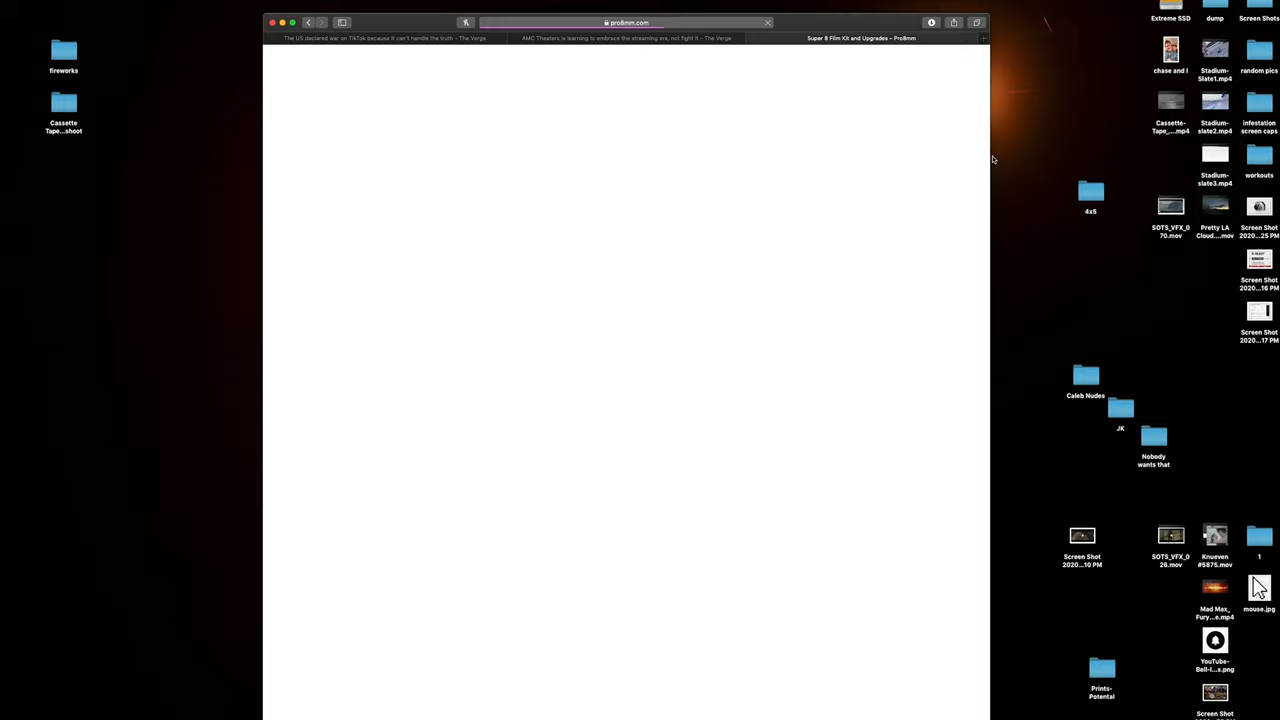 pro8mm.com
The US declared war on TikTok because it can't handle the truth - The Verge
AMC Theaters is learning to embrace the streaming era, not fight it - The Verge
Super 8 Film Kit and Upgrades – Pro8mm
fireworks
Cassette
Tape...shoot
Extreme SSD
dump
Screen Shots
chase and I
Stadium-
Slate1.mp4
random pics
Cassette-
Tape_....mp4
Stadium-
slate2.mp4
infestation
screen caps
Stadium-
slate3.mp4
workouts
4x5
SOTS_VFX_0
70.mov
Pretty LA
Cloud....mov
Screen Shot
2020...25 PM
Screen Shot
2020...16 PM
Screen Shot
2020...17 PM
Caleb Nudes
JK
Nobody
wants that
Screen Shot
2020...10 PM
SOTS_VFX_0
26.mov
Knueven
#5875.mov
1
Mad Max_
Fury...e.mp4
mouse.jpg
YouTube-
Bell-I...s.png
Prints-
Potental
Screen Shot